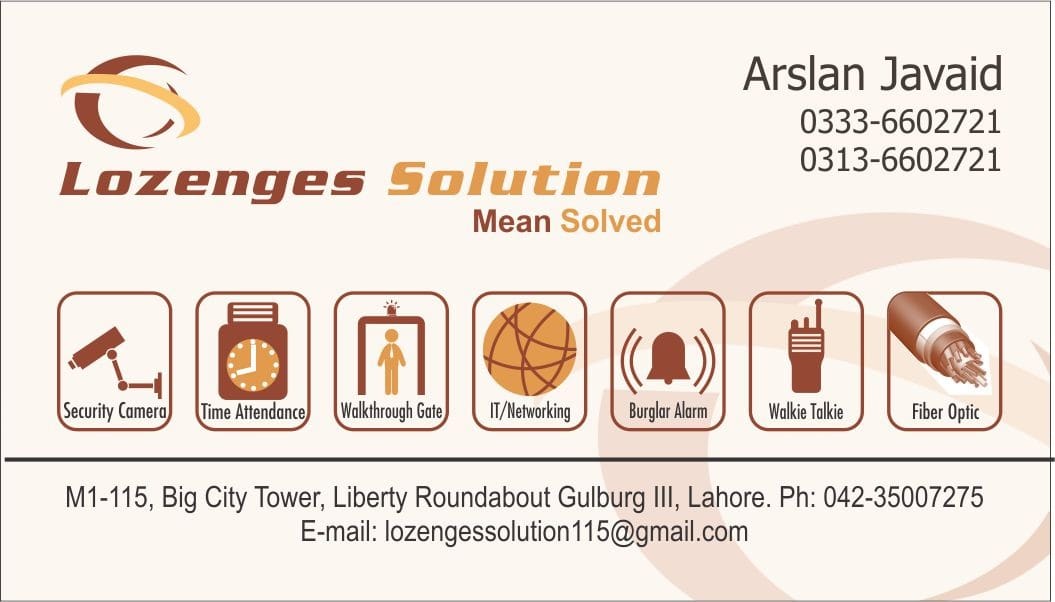 Arslan Javaid
0333-6602721
0313-6602721
Lozenges Solution
Mean Solved
Security Camera
Time Attendance
Walkthrough Gate
IT/Networking
Burglar Alarm
Walkie Talkie
Fiber Optic
M1-115, Big City Tower, Liberty Roundabout Gulburg III, Lahore. Ph: 042-35007275
E-mail: lozengessolution115@gmail.com